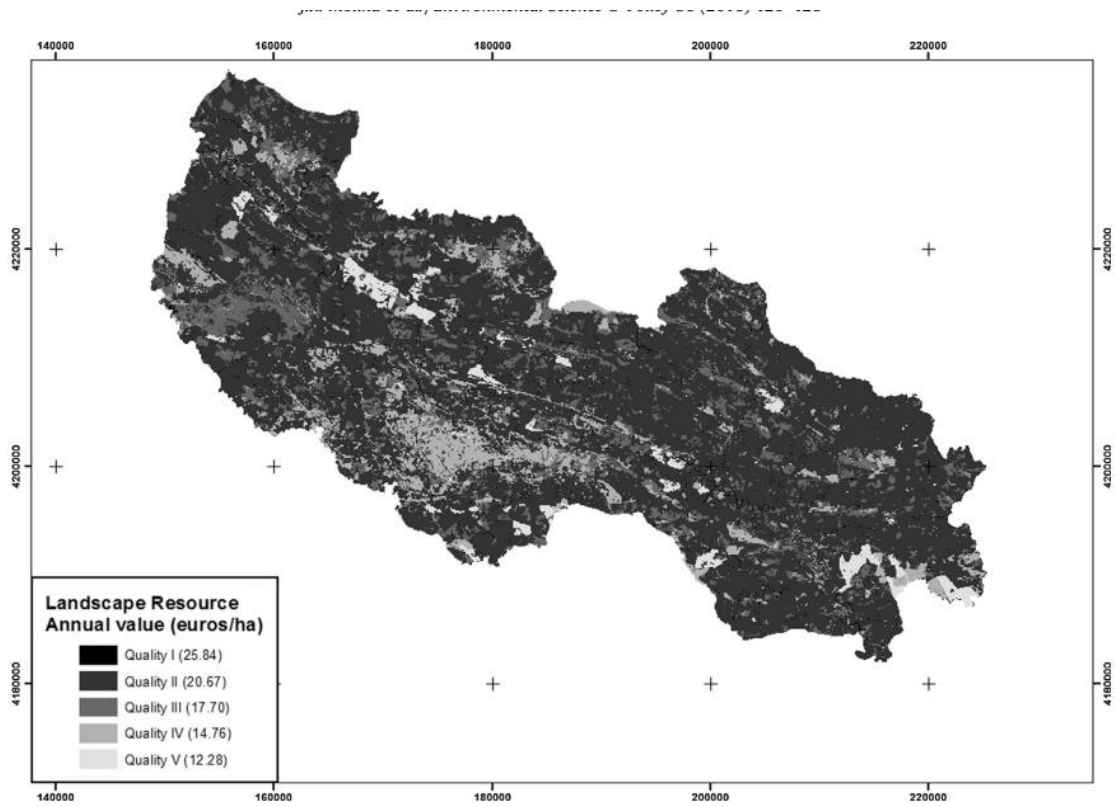 140000 160000 180000 200000 220000
4220000 4220000
4200000 4200000
4180000 4180000
Landscape Resource
Annual value (euros/ha)
Quality I (25.84)
Quality II (20.67)
Quality III (17.70)
Quality IV (14.76)
Quality V (12.28)
140000 160000 180000 200000 220000